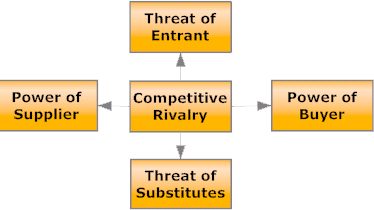 Threat of
Entrant
Power of
Supplier
Competitive
Rivalry
Power of
Buyer
Threat of
Substitutes